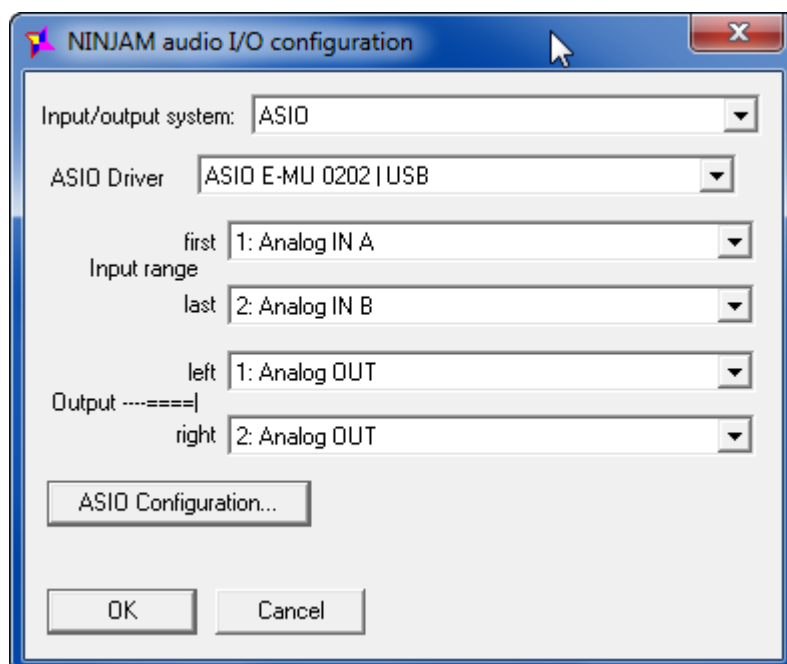 NINJAM audio I/O configuration
Input/output system: ASIO
ASIO Driver ASIO E-MU 0202 | USB
first 1: Analog IN A
Input range
last 2: Analog IN B
left 1: Analog OUT
Output ----====|
right 2: Analog OUT
ASIO Configuration...
OK Cancel